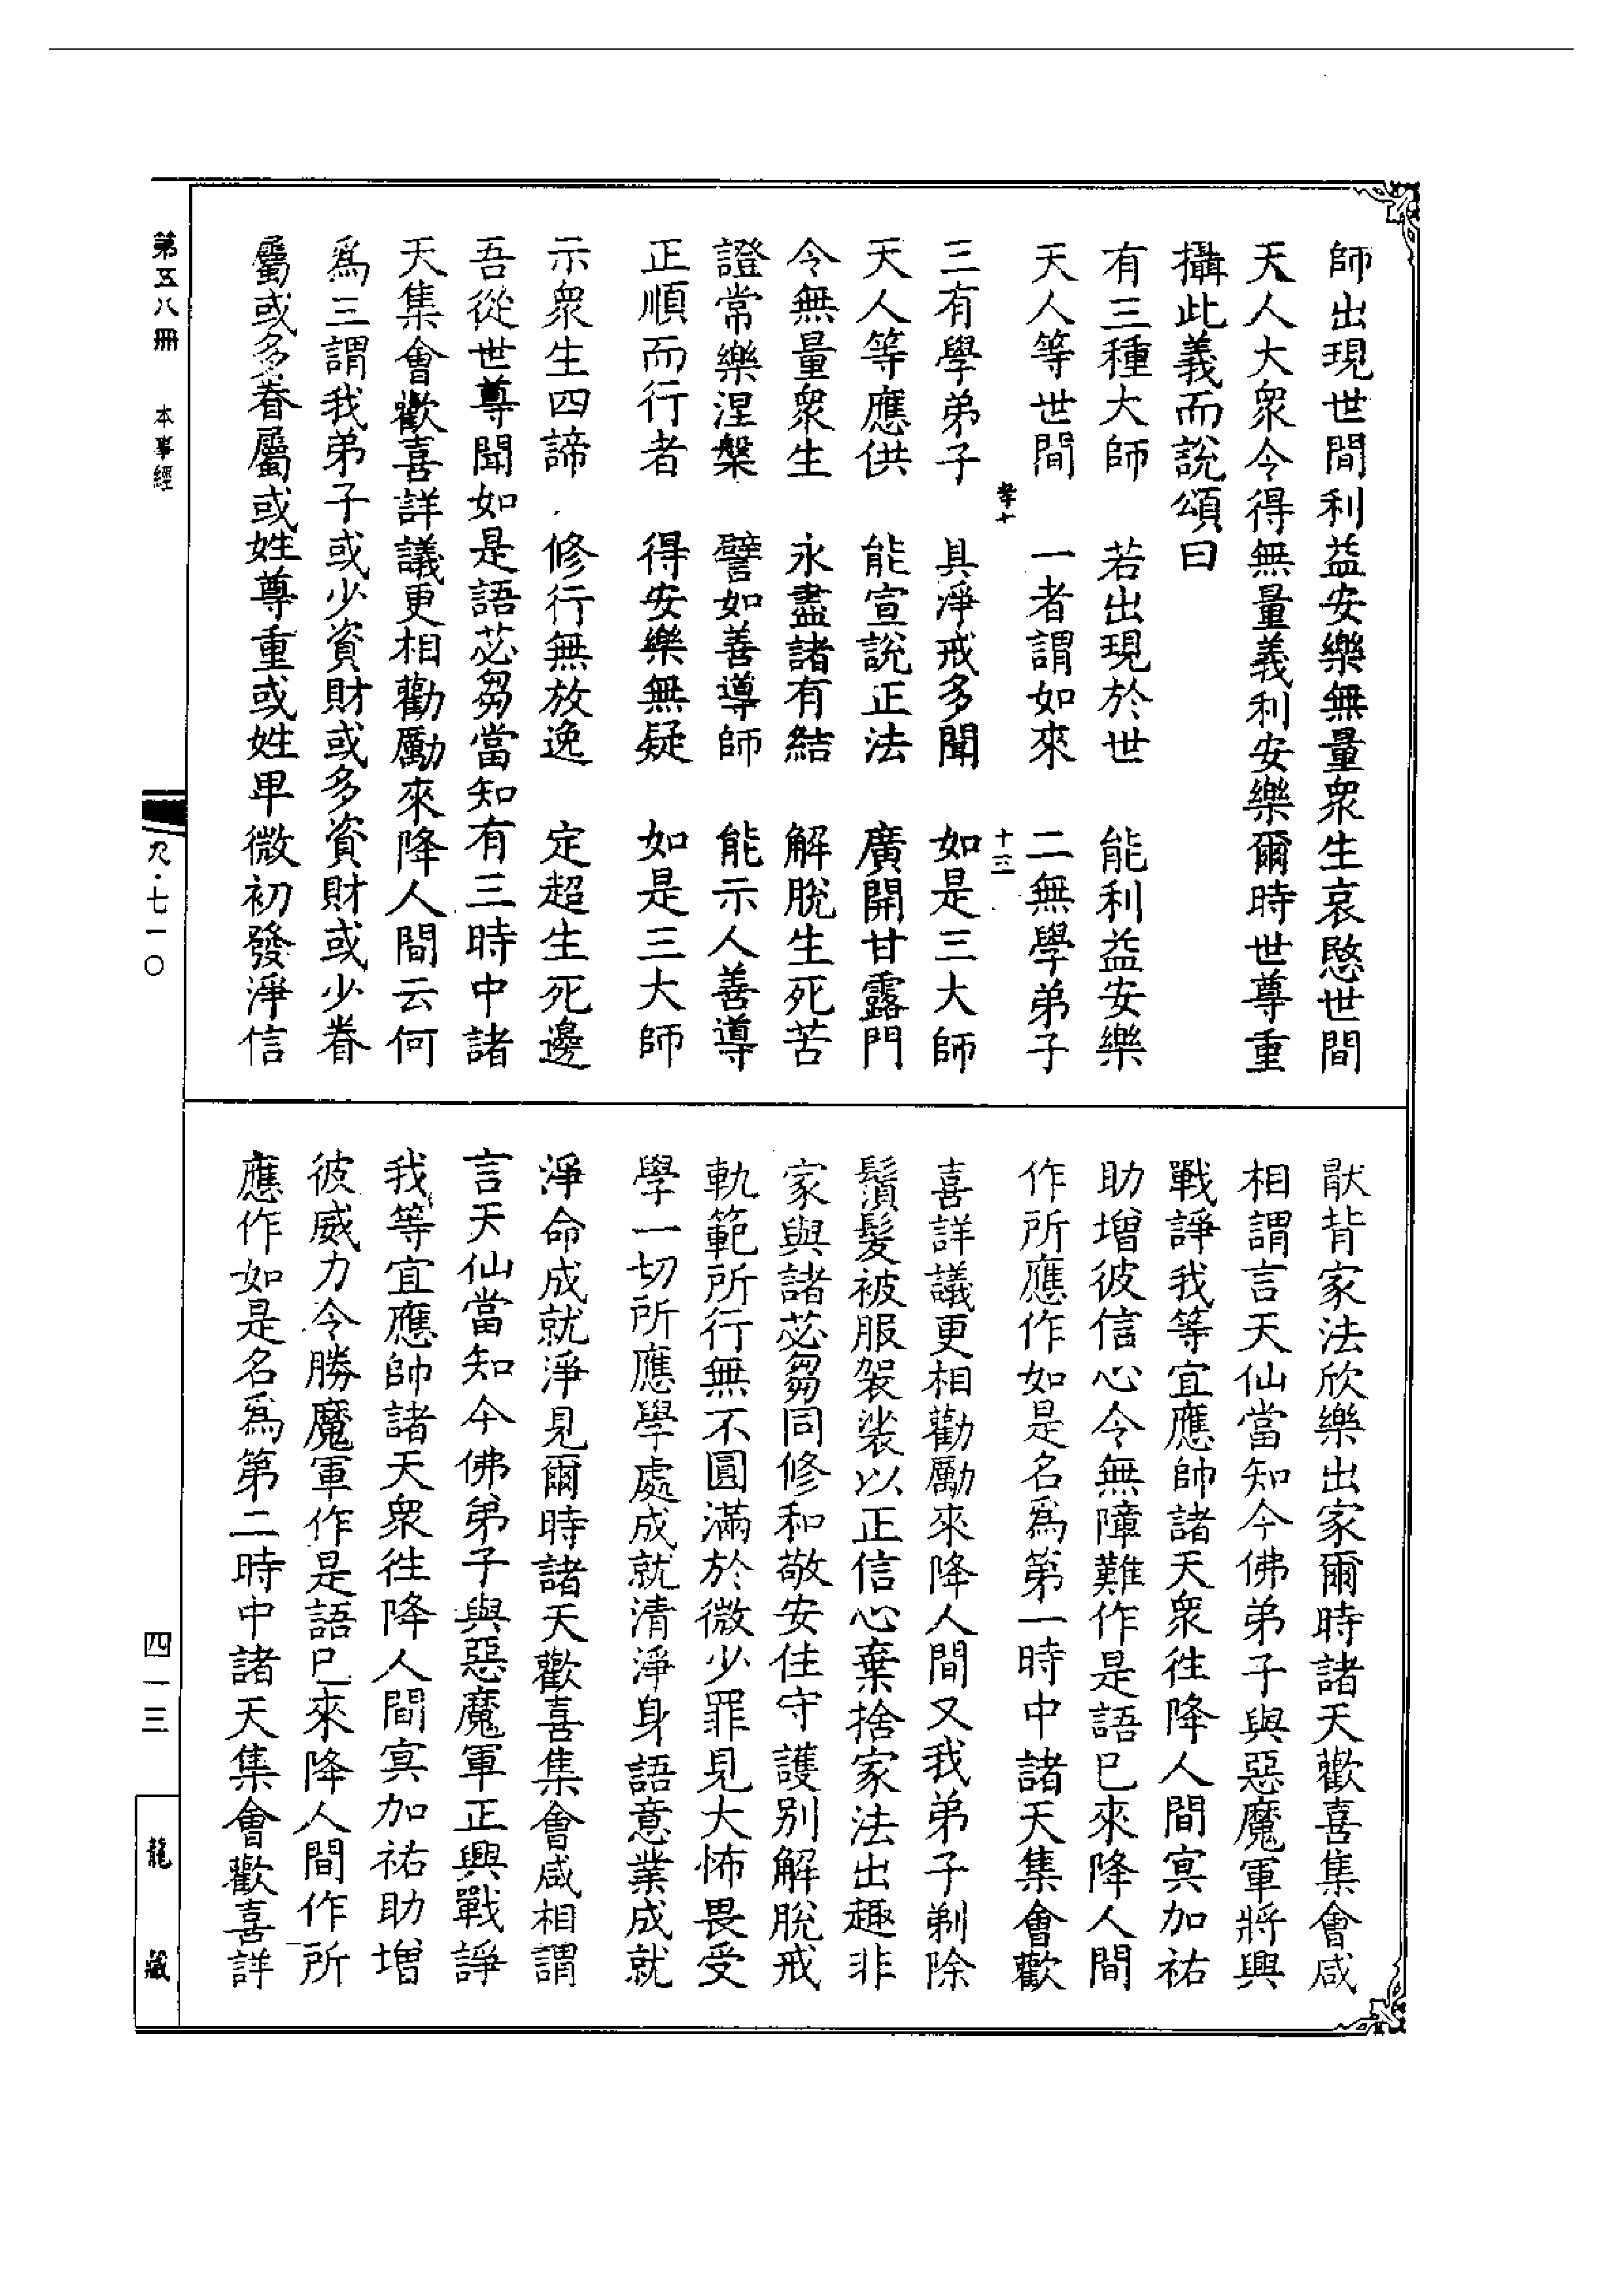 師出現世間利益安樂無量衆生哀愍世間
天人大衆令得無量義利安樂爾時世尊重
攝此義而說頌曰
有三種大師　若出現於世　能利益安樂
天人等世間　一者謂如來　二無學弟子
孝十　十三
三有學弟子　具淨戒多聞　如是三大師
天人等應供　能宣說正法　廣開甘露門
令無量衆生　永盡諸有結　解脫生死苦
證常樂涅槃　譬如善導師　能示人善導
正順而行者　得安樂無疑　如是三大師
示衆生四諦　修行無放逸　定超生死邊
吾從世尊聞如是語苾芻當知有三時中諸
天集會歡喜詳議更相勸勵來降人間云何
爲三謂我弟子或少資財或多資財或少眷
屬或多眷屬或姓尊重或姓卑微初發淨信
厭背家法欣樂出家爾時諸天歡喜集會咸
相謂言天仙當知今佛弟子與惡魔軍將興
戰諍我等宜應帥諸天衆往降人間冥加祐
助增彼信心令無障難作是語已來降人間
作所應作如是名爲第一時中諸天集會歡
喜詳議更相勸勵來降人間又我弟子剃除
鬚髮被服袈裟以正信心棄捨家法出趣非
家與諸苾芻同修和敬安住守護別解脫戒
軌範所行無不圓滿於微少罪見大怖畏受
學一切所應學處成就清淨身語意業成就
淨命成就淨見爾時諸天歡喜集會咸相謂
言天仙當知今佛弟子與惡魔軍正興戰諍
我等宜應帥諸天衆往降人間冥加祐助增
彼威力令勝魔軍作是語已來降人間作所
應作如是名爲第二時中諸天集會歡喜詳
第五八冊　本事經
九·七一〇
四一三
龍藏